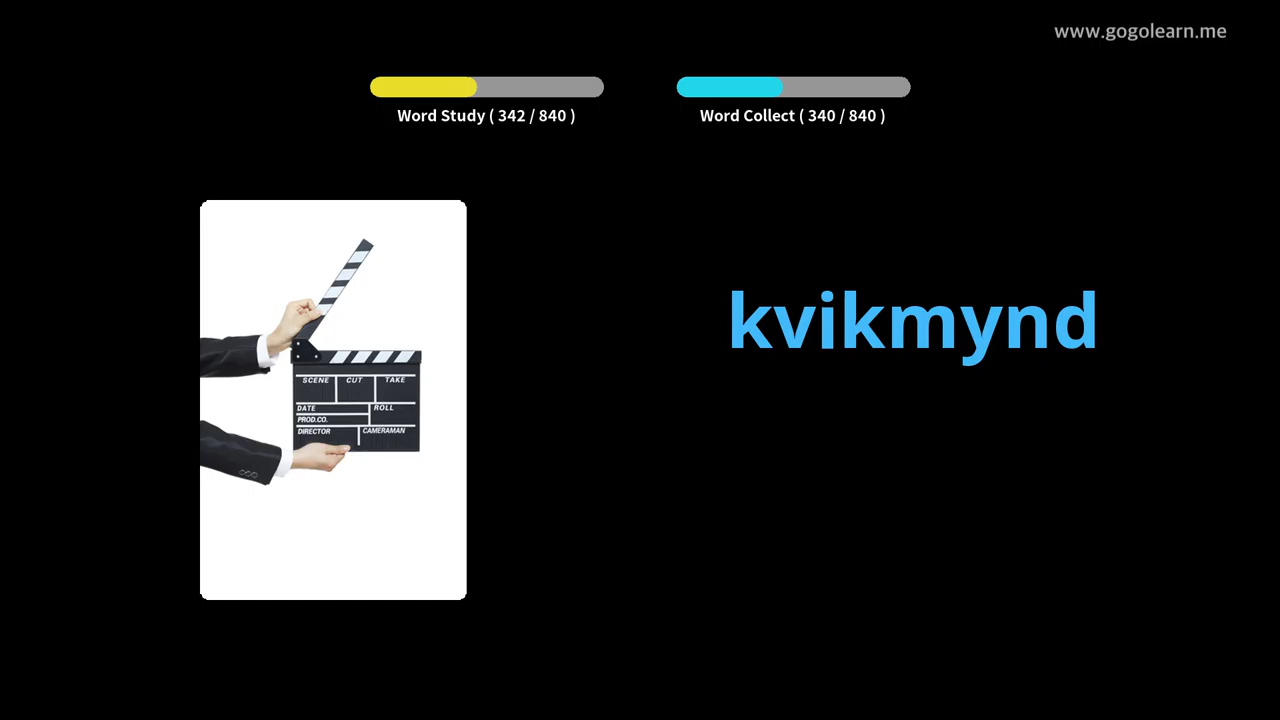 www.gogolearn.me
Word Study ( 342 / 840 )
Word Collect ( 340 / 840 )
kvikmynd
SCENE CUT TAKE
DATE ROLL
PROD.CO.
DIRECTOR CAMERAMAN